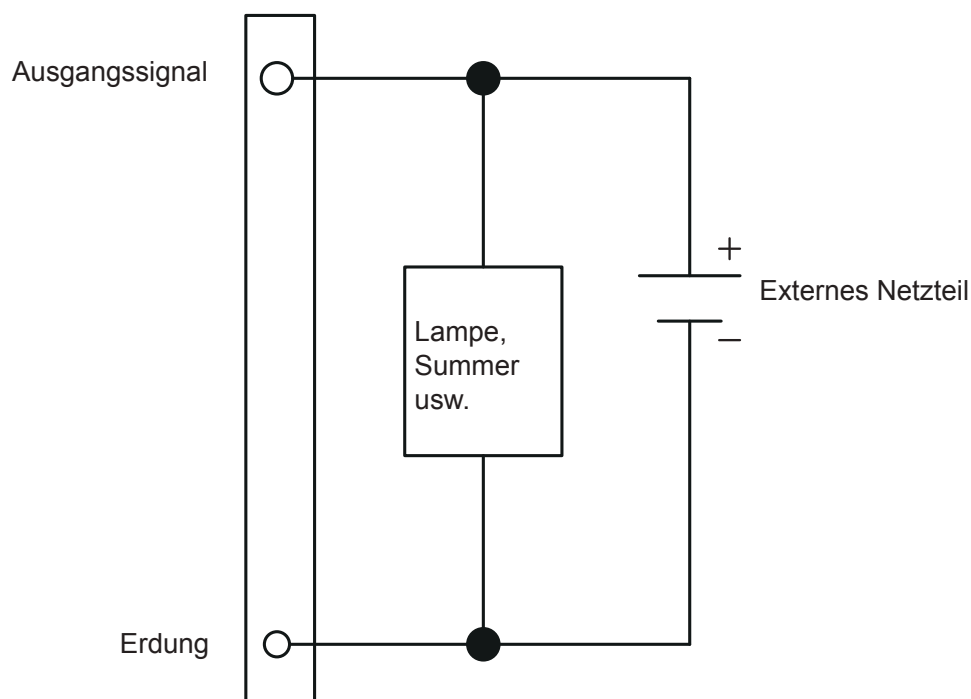 Ausgangssignal
+
Externes Netzteil
−
Lampe,
Summer
usw.
Erdung